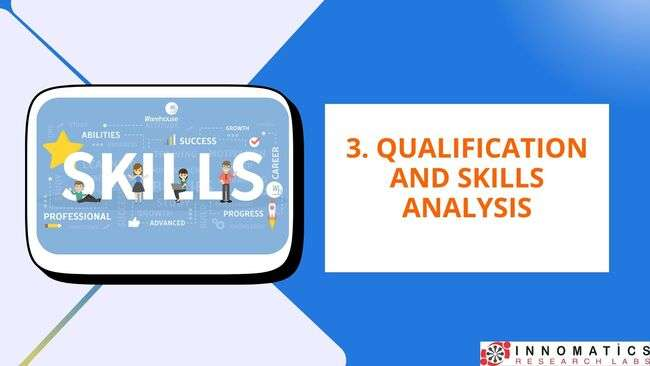 Warehouse
ABILITIES
SUCCESS
GROWTH
CAREER
SKILLS
PROFESSIONAL
ADVANCED
PROGRESS
3. QUALIFICATION
AND SKILLS
ANALYSIS
INNOMATICS
RESEARCH LABS